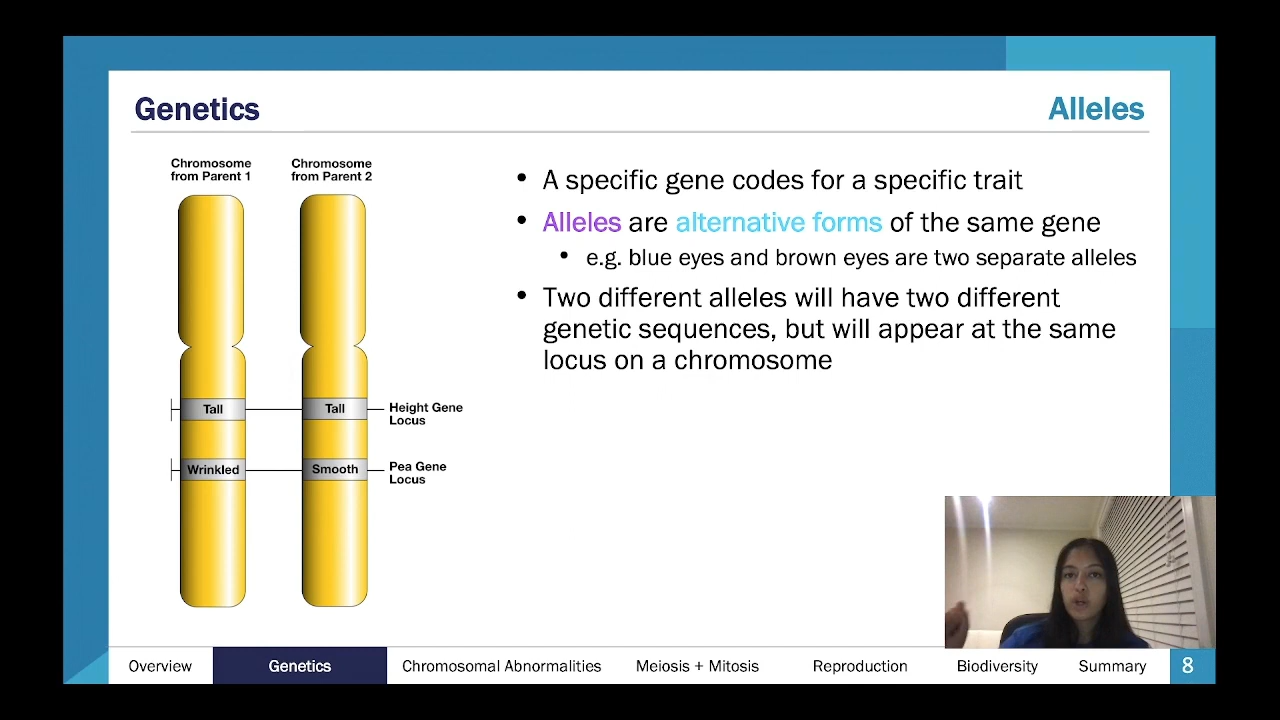 Genetics
Alleles
Chromosome
from Parent 1
Chromosome
from Parent 2
Tall
Tall
Height Gene
Locus
Wrinkled
Smooth
Pea Gene
Locus
• A specific gene codes for a specific trait
• Alleles are alternative forms of the same gene
• e.g. blue eyes and brown eyes are two separate alleles
• Two different alleles will have two different
genetic sequences, but will appear at the same
locus on a chromosome
Overview
Genetics
Chromosomal Abnormalities
Meiosis + Mitosis
Reproduction
Biodiversity
Summary
8